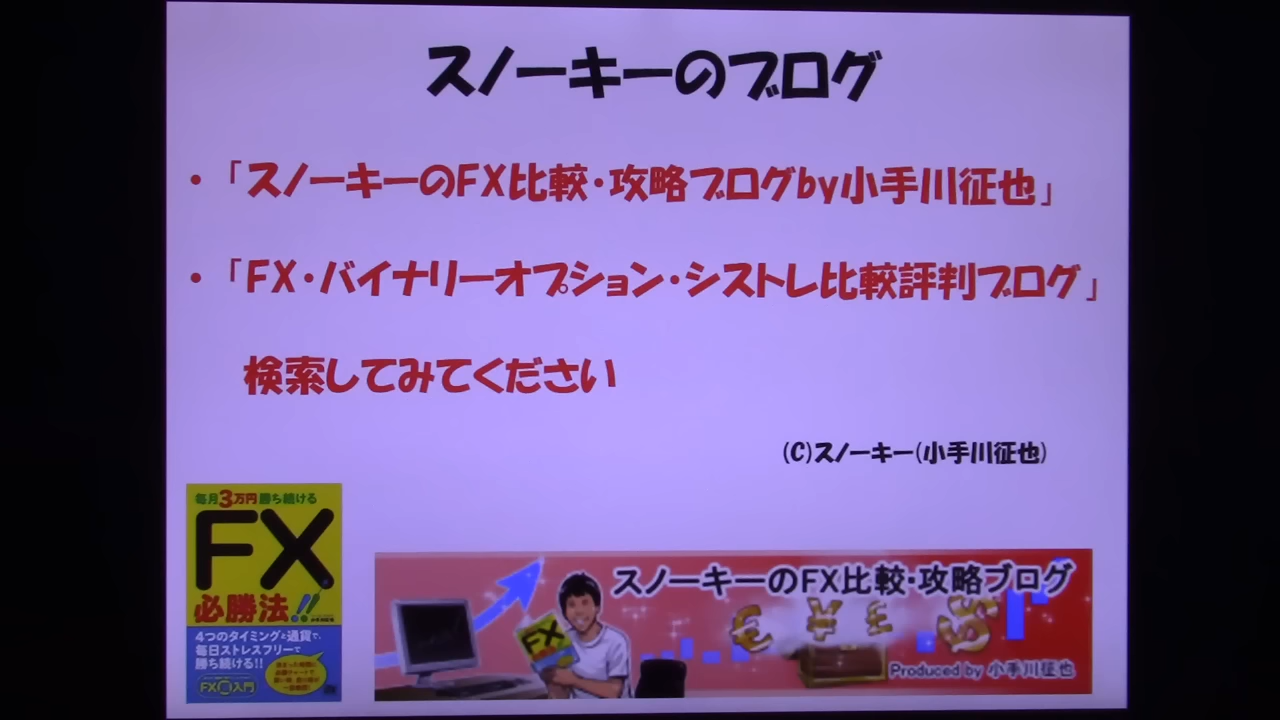 スノーキーのブログ
・「スノーキーのFX比較・攻略ブログby小手川征也」
・「FX・バイナリーオプション・シストレ比較評判ブログ」
検索してみてください
(C)スノーキー(小手川征也)
毎月3万円勝ち続ける
FX
必勝法!!
4つのタイミングと通貨で、
毎日ストレスフリーで
勝ち続ける!!
スノーキーのFX比較・攻略ブログ
FX
Produced by 小手川征也